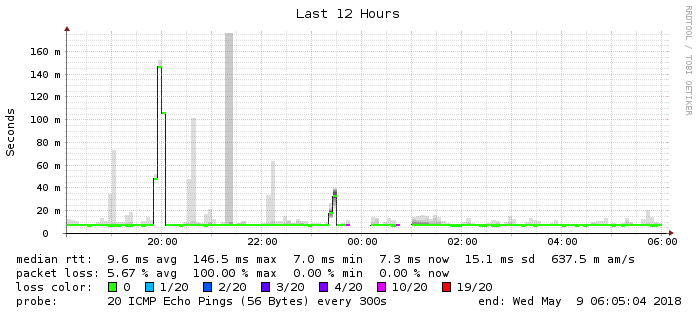 Last 12 Hours
RRDTOOL / TOBI OETIKER
Seconds
160 m
140 m
120 m
100 m
80 m
60 m
40 m
20 m
0
20:00 22:00 00:00 02:00 04:00 06:00
median rtt: 9.6 ms avg 146.5 ms max 7.0 ms min 7.3 ms now 15.1 ms sd 637.5 m am/s
packet loss: 5.67 % avg 100.00 % max 0.00 % min 0.00 % now
loss color: 0 1/20 2/20 3/20 4/20 10/20 19/20
probe: 20 ICMP Echo Pings (56 Bytes) every 300s end: Wed May 9 06:05:04 2018